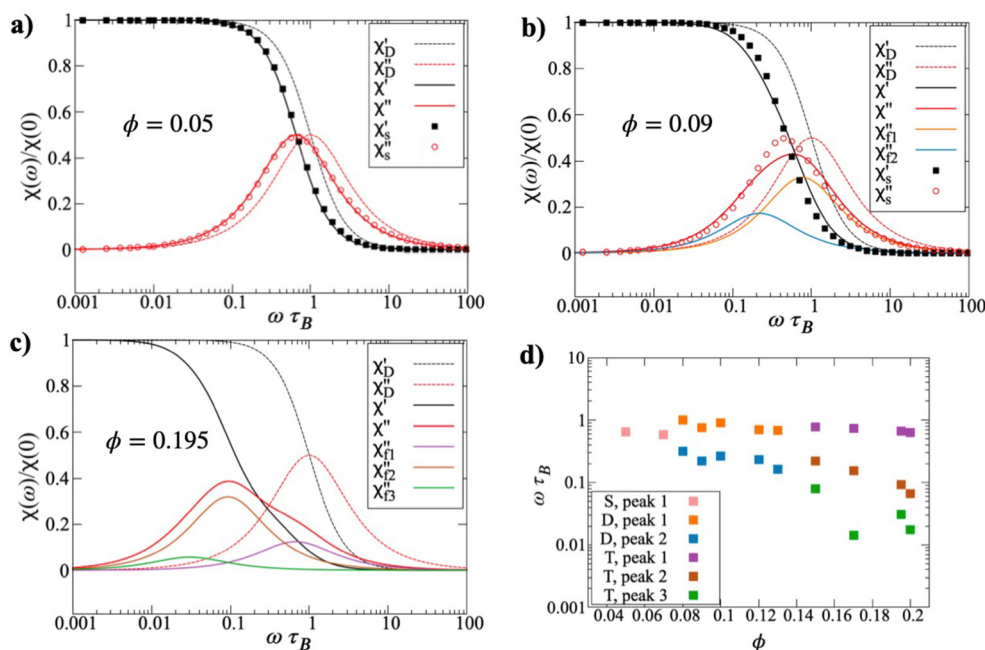 a)
χ(ω)/χ(0)
1
0.8
0.6
0.4
0.2
0
ϕ = 0.05
χ'D
χ''D
χ'
χ''
χ's
χ''s
0.001 0.01 0.1 1 10 100
ω τB
b)
χ(ω)/χ(0)
1
0.8
0.6
0.4
0.2
0
ϕ = 0.09
χ'D
χ''D
χ'
χ''
χ''f1
χ''f2
χ's
χ''s
0.001 0.01 0.1 1 10 100
ω τB
c)
χ(ω)/χ(0)
1
0.8
0.6
0.4
0.2
0
ϕ = 0.195
χ'D
χ''D
χ'
χ''
χ''f1
χ''f2
χ''f3
0.001 0.01 0.1 1 10 100
ω τB
d)
ω τB
10
1
0.1
0.01
0.001
S, peak 1
D, peak 1
D, peak 2
T, peak 1
T, peak 2
T, peak 3
0.04 0.06 0.08 0.1 0.12 0.14 0.16 0.18 0.2
ϕ